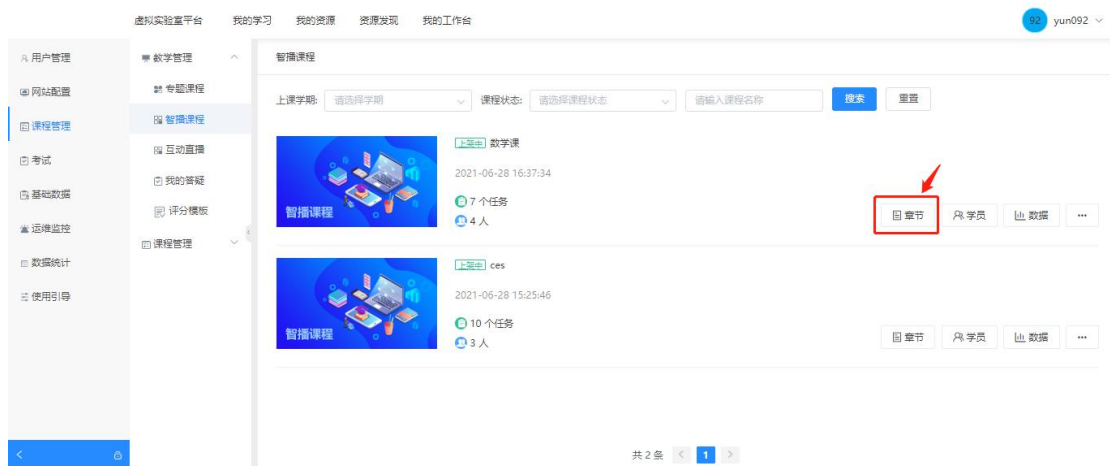 虚拟实验室平台 我的学习 我的资源 资源发现 我的工作台 92 yun092
用户管理
网站配置
课程管理
考试
基础数据
运维监控
数据统计
使用引导
教学管理
专题课程
智播课程
互动直播
我的答疑
评分模板
课程管理
智播课程
上课学期: 请选择学期 课程状态: 请选择课程状态 请输入课程名称 搜索 重置
智播课程
上架中 数学课
2021-06-28 16:37:34
7 个任务
4 人
章节 学员 数据 ···
智播课程
上架中 ces
2021-06-28 15:25:46
10 个任务
3 人
章节 学员 数据 ···
共 2 条 < 1 >